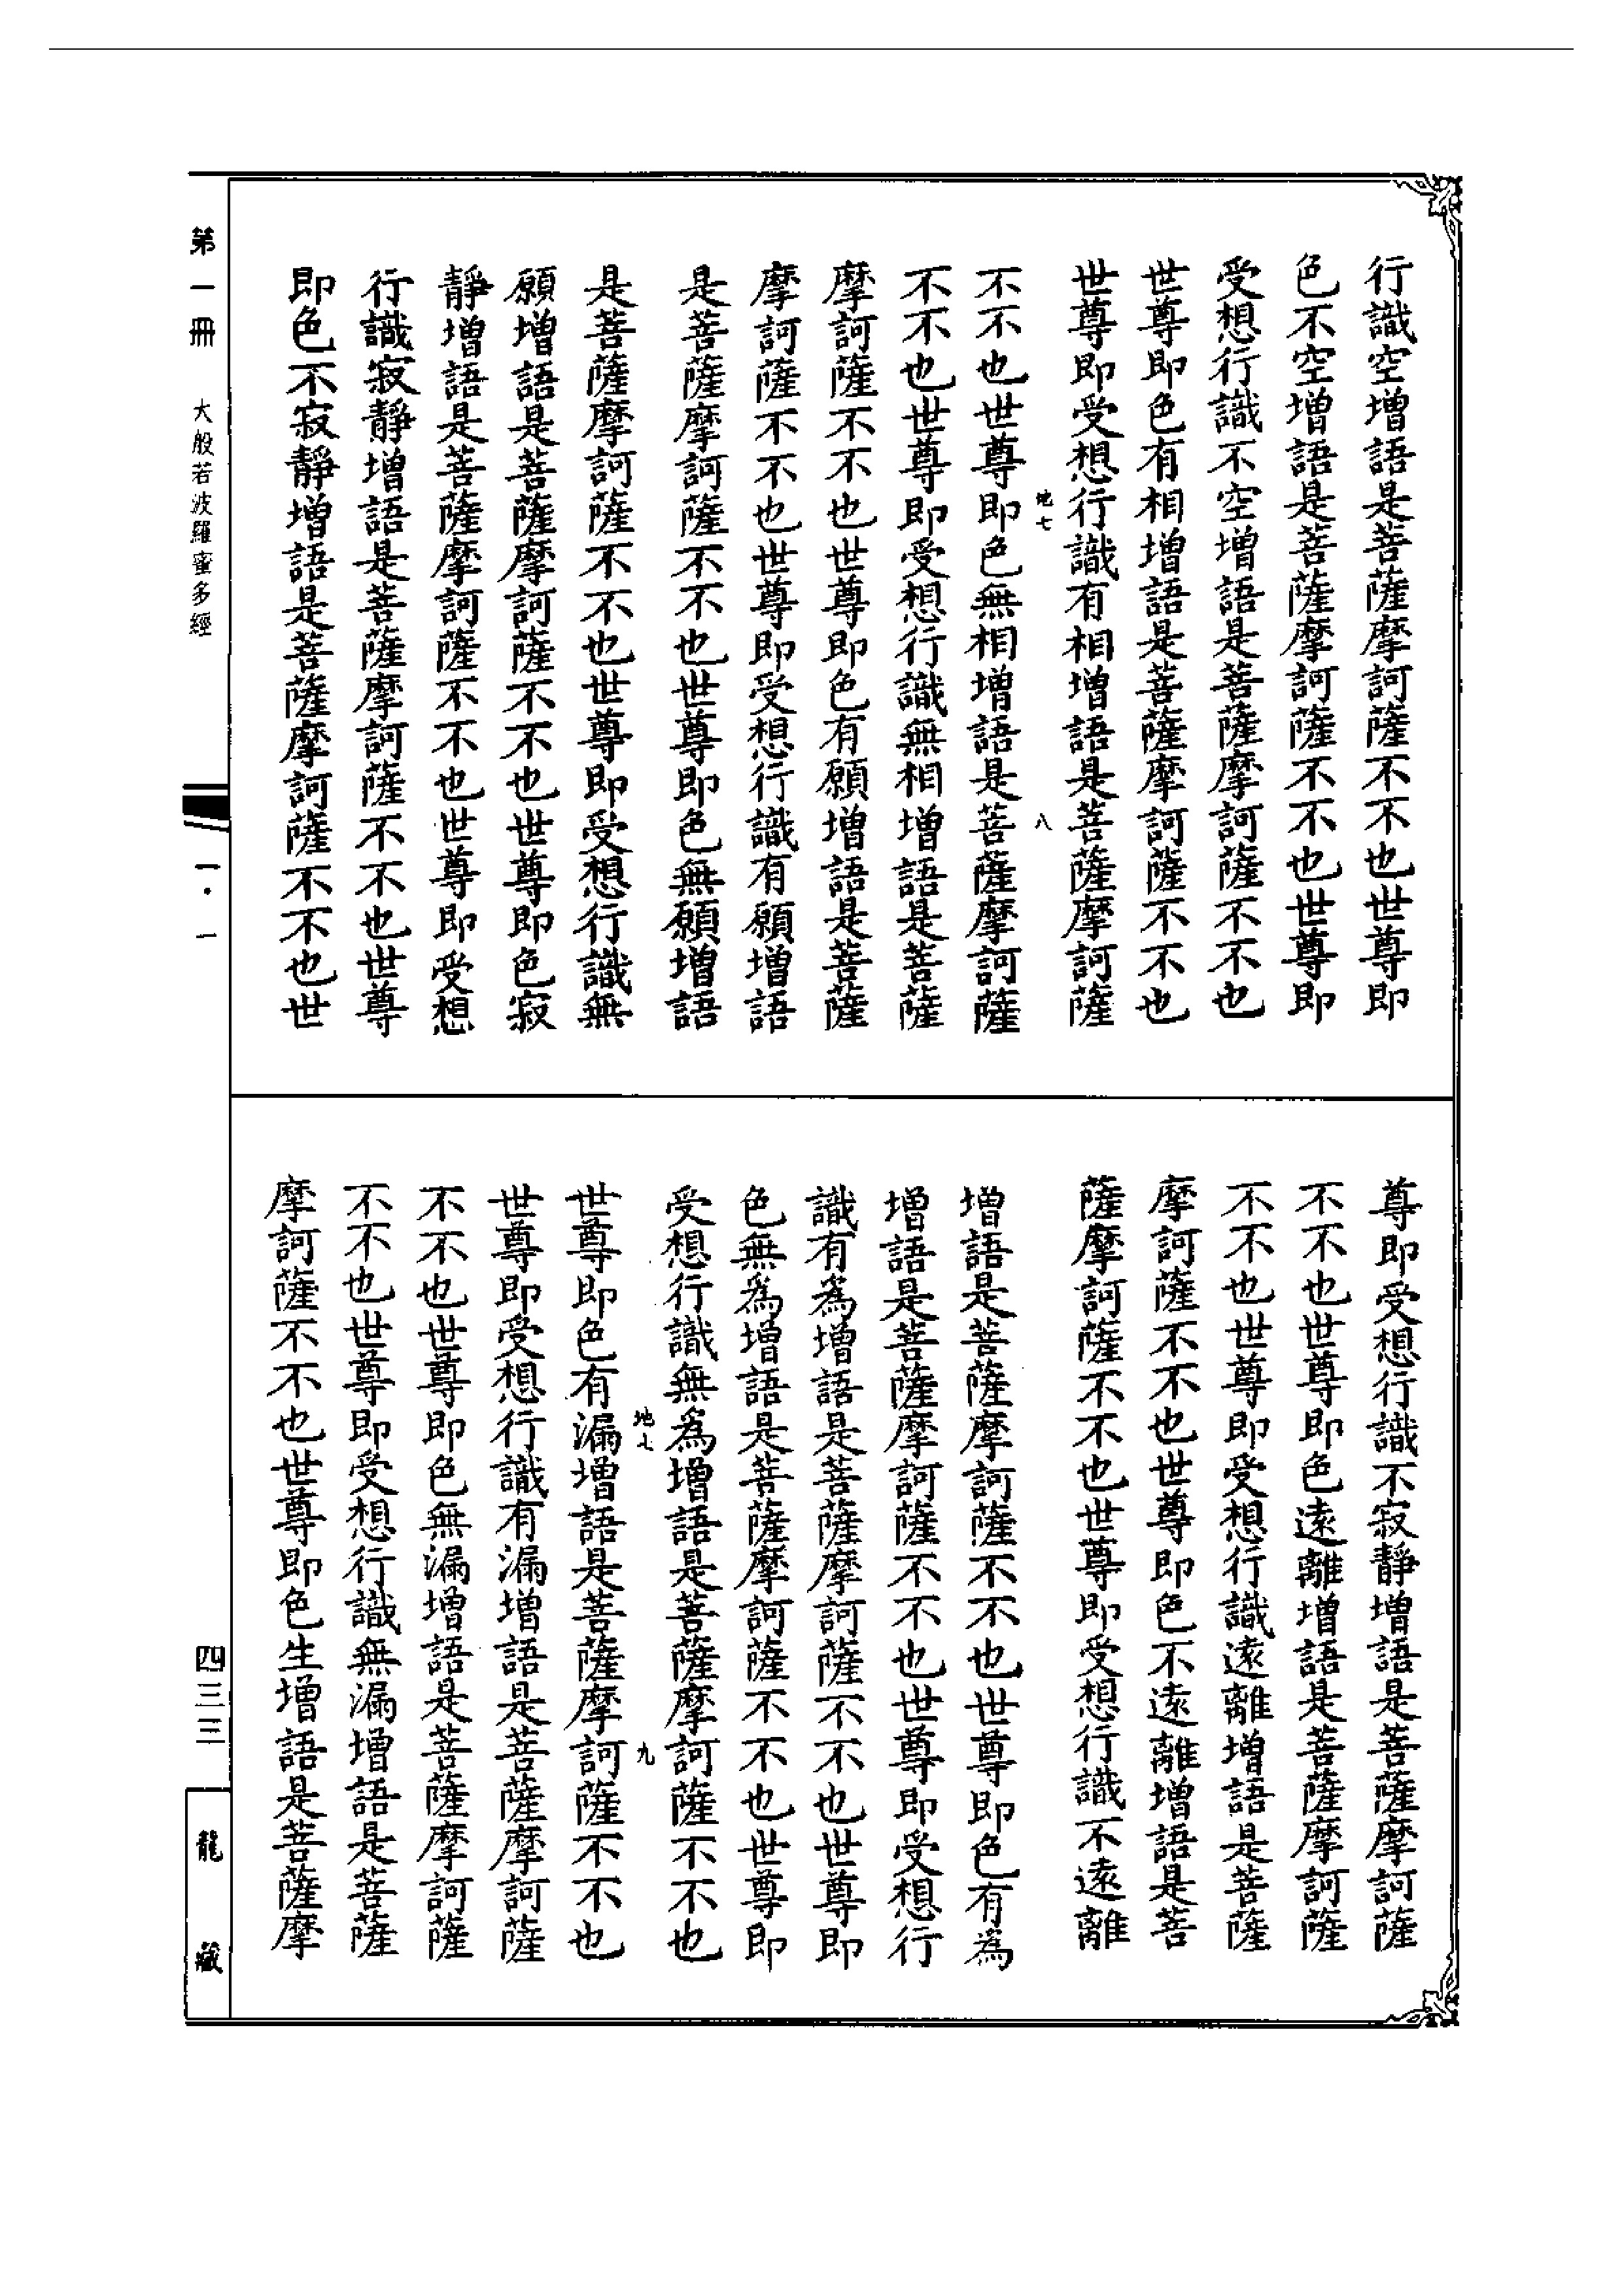 行識空增語是菩薩摩訶薩不不也世尊即
色不空增語是菩薩摩訶薩不不也世尊即
受想行識不空增語是菩薩摩訶薩不不也
世尊即色有相增語是菩薩摩訶薩不不也
世尊即受想行識有相增語是菩薩摩訶薩
地七 八
不不也世尊即色無相增語是菩薩摩訶薩
不不也世尊即受想行識無相增語是菩薩
摩訶薩不不也世尊即色有願增語是菩薩
摩訶薩不不也世尊即受想行識有願增語
是菩薩摩訶薩不不也世尊即色無願增語
是菩薩摩訶薩不不也世尊即受想行識無
願增語是菩薩摩訶薩不不也世尊即色寂
靜增語是菩薩摩訶薩不不也世尊即受想
行識寂靜增語是菩薩摩訶薩不不也世尊
即色不寂靜增語是菩薩摩訶薩不不也世
尊即受想行識不寂靜增語是菩薩摩訶薩
不不也世尊即色遠離增語是菩薩摩訶薩
不不也世尊即受想行識遠離增語是菩薩
摩訶薩不不也世尊即色不遠離增語是菩
薩摩訶薩不不也世尊即受想行識不遠離
增語是菩薩摩訶薩不不也世尊即色有為
增語是菩薩摩訶薩不不也世尊即受想行
識有為增語是菩薩摩訶薩不不也世尊即
色無為增語是菩薩摩訶薩不不也世尊即
受想行識無為增語是菩薩摩訶薩不不也
地七 九
世尊即色有漏增語是菩薩摩訶薩不不也
世尊即受想行識有漏增語是菩薩摩訶薩
不不也世尊即色無漏增語是菩薩摩訶薩
不不也世尊即受想行識無漏增語是菩薩
摩訶薩不不也世尊即色生增語是菩薩摩
第一冊 大般若波羅蜜多經
一·一
四三三
龍藏